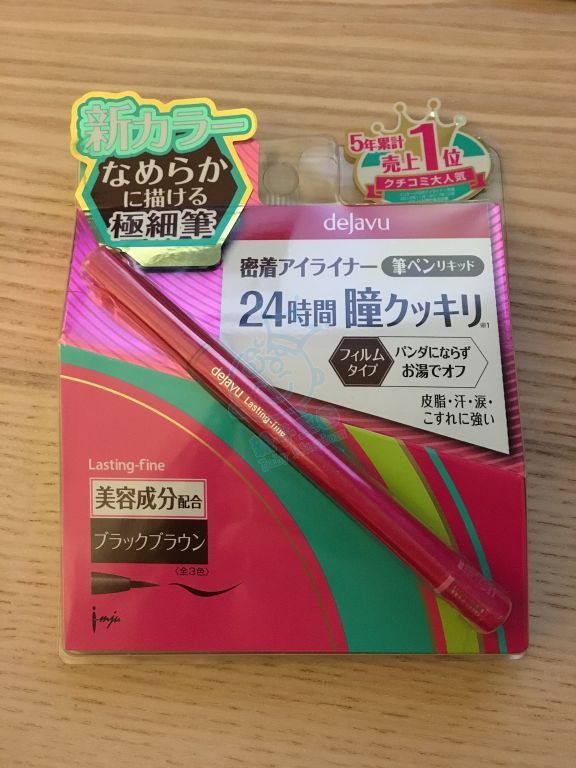 新カラー
なめらか
に描ける
極細筆
5年累計
売上1位
クチコミ大人気
dejavu
密着アイライナー 筆ペンリキッド
24時間 瞳クッキリ
※1
フィルム
タイプ
パンダにならず
お湯でオフ
皮脂・汗・涙・
こすれに強い
dejavu Lasting-fine
Lasting-fine
美容成分配合
ブラックブラウン
〈全3色〉
imju